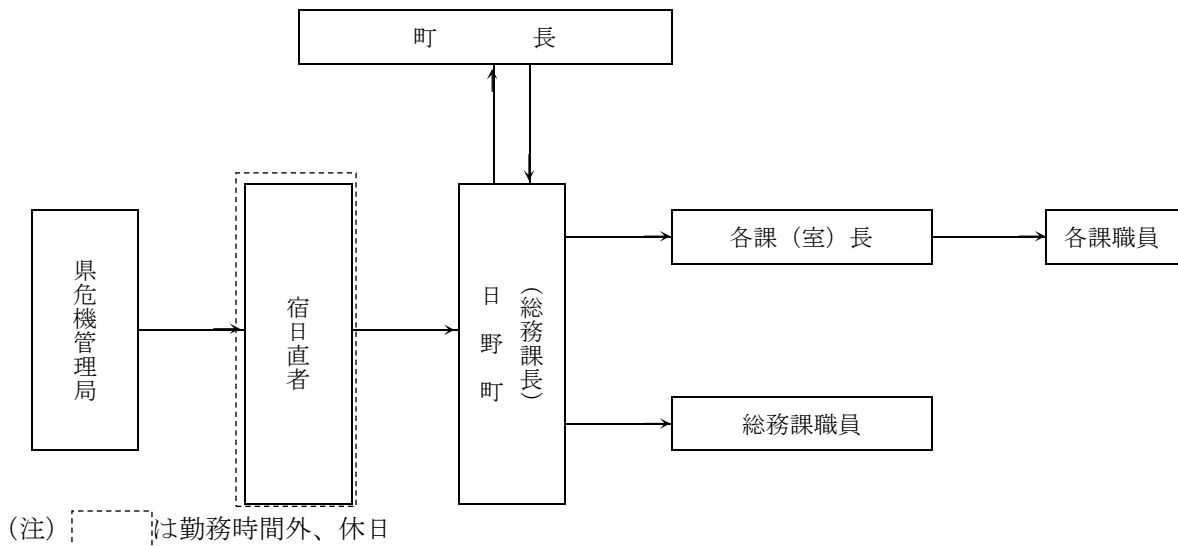 町　　　　長
県危機管理局
宿日直者
日　野　町
(総務課長)
各課（室）長
各課職員
総務課職員
（注）　　　　は勤務時間外、休日